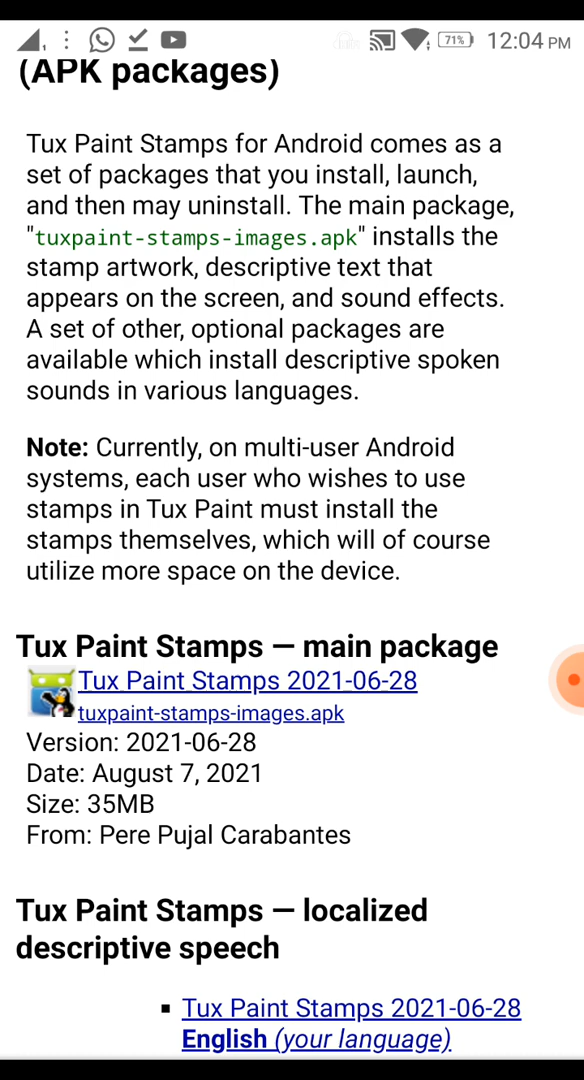 71% 12:04 PM
(APK packages)
Tux Paint Stamps for Android comes as a
set of packages that you install, launch,
and then may uninstall. The main package,
"tuxpaint-stamps-images.apk" installs the
stamp artwork, descriptive text that
appears on the screen, and sound effects.
A set of other, optional packages are
available which install descriptive spoken
sounds in various languages.
Note: Currently, on multi-user Android
systems, each user who wishes to use
stamps in Tux Paint must install the
stamps themselves, which will of course
utilize more space on the device.
Tux Paint Stamps — main package
Tux Paint Stamps 2021-06-28
tuxpaint-stamps-images.apk
Version: 2021-06-28
Date: August 7, 2021
Size: 35MB
From: Pere Pujal Carabantes
Tux Paint Stamps — localized
descriptive speech
▪ Tux Paint Stamps 2021-06-28
English (your language)